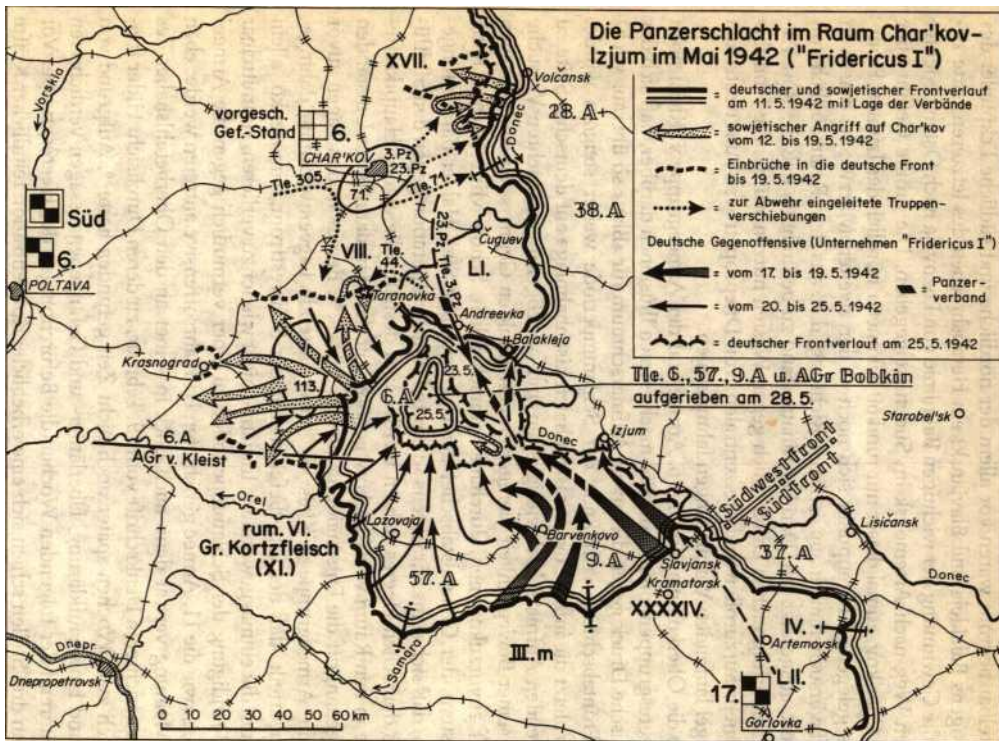 Die Panzerschlacht im Raum Char'kov–
Izjum im Mai 1942 ("Fridericus I")
= deutscher und sowjetischer Frontverlauf
am 11.5.1942 mit Lage der Verbände
= sowjetischer Angriff auf Char'kov
vom 12. bis 19.5.1942
= Einbrüche in die deutsche Front
bis 19.5.1942
= zur Abwehr eingeleitete Truppen-
verschiebungen
Deutsche Gegenoffensive (Unternehmen "Fridericus I")
= vom 17. bis 19.5.1942
= Panzer-
verband
= vom 20. bis 25.5.1942
= deutscher Frontverlauf am 25.5.1942
Tle. 6., 57., 9.A u. AGr Bobkin
aufgerieben am 28.5.
Vorskla
XVII.
Volčansk
28.A
Donec
vorgesch.
Gef.-Stand
6.
CHAR'KOV
3.Pz
23.Pz
71.
Tle. 305.
Tle. 71.
38.A
Süd
6.
POLTAVA
VIII.
Tle.
44.
23.Pz
Tle. 3.Pz
Čuguev
LI.
Taranovka
Andreevka
Balakleja
Krasnograd
113.
6.A
23.5.
25.5.
Starobel'sk
6.A
AGr v. Kleist
Donec
Izjum
Südwestfront
Südfront
Orel
Lozovaja
Barvenkovo
Lisičansk
rum. VI.
Gr. Kortzfleisch
(XI.)
57.A
9.A
Slavjansk
Kramatorsk
37.A
Donec
XXXXIV.
IV.
Artemovsk
Samara
III.m
LII.
17.
Gorlovka
Dnepr
Dnepropetrovsk
0 10 20 30 40 50 60 km